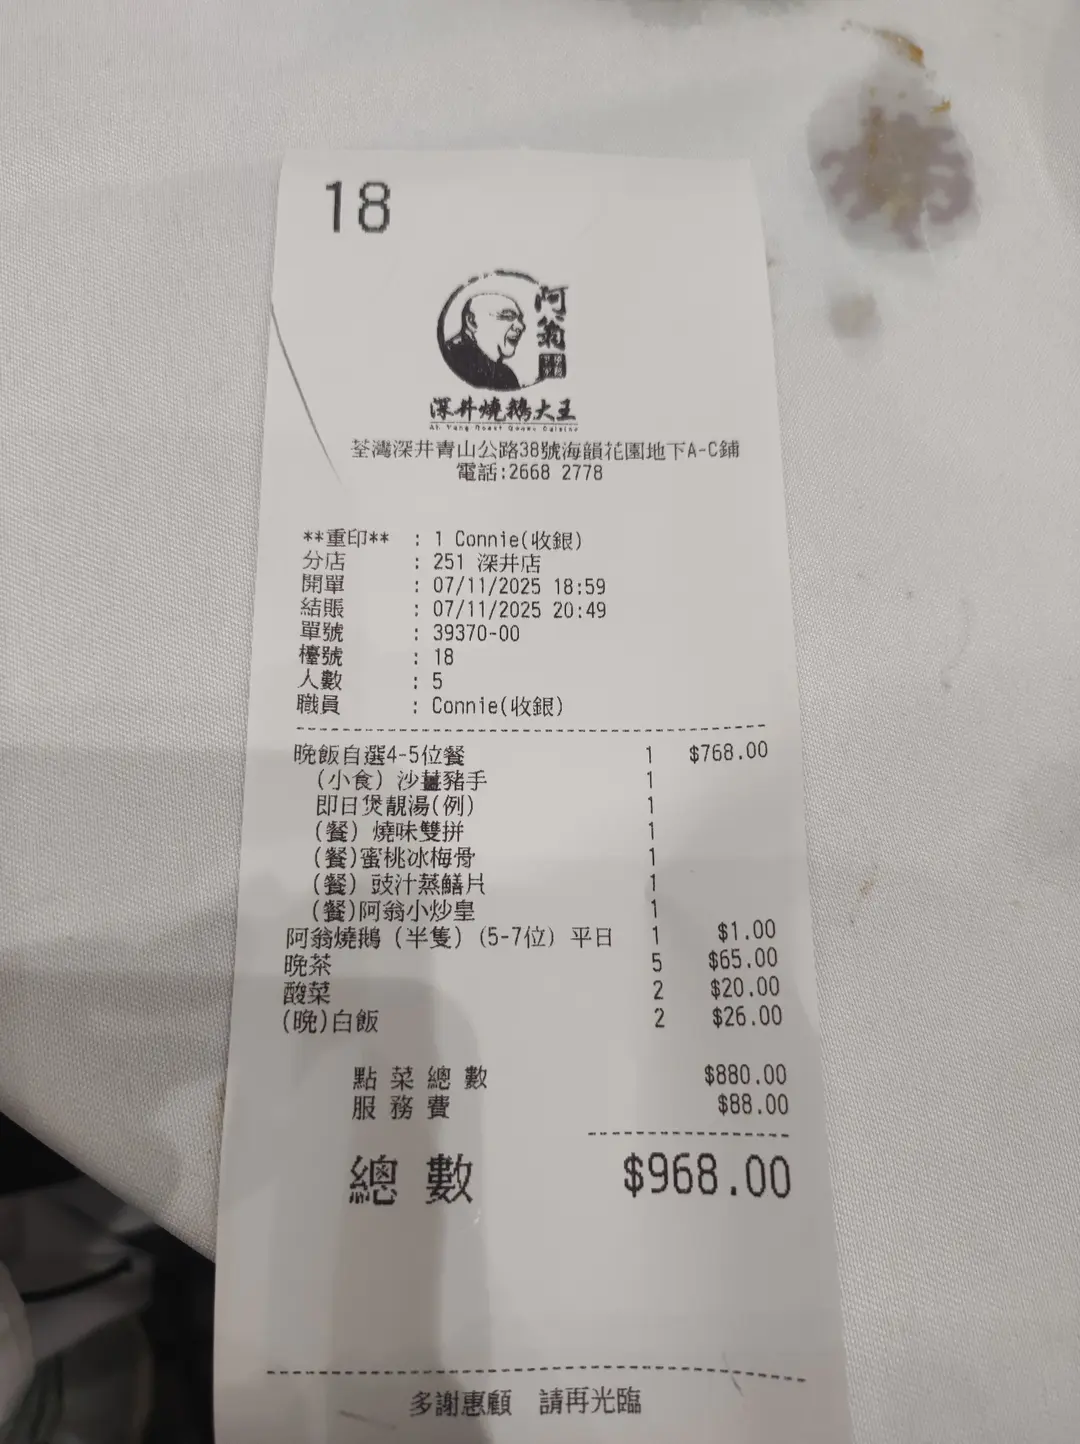 18
阿翁
深井燒鵝大王
荃灣深井青山公路38號海韻花園地下A-C鋪
電話:2668 2778
**重印** : 1 Connie(收銀)
分店 : 251 深井店
開單 : 07/11/2025 18:59
結賬 : 07/11/2025 20:49
單號 : 39370-00
檯號 : 18
人數 : 5
職員 : Connie(收銀)
晚飯自選4-5位餐 1 $768.00
(小食) 沙薑豬手 1
即日煲靚湯(例) 1
(餐) 燒味雙拼 1
(餐)蜜桃冰梅骨 1
(餐) 豉汁蒸鱔片 1
(餐)阿翁小炒皇 1
阿翁燒鵝 (半隻) (5-7位) 平日 1 $1.00
晚茶 5 $65.00
酸菜 2 $20.00
(晚)白飯 2 $26.00
點菜總數 $880.00
服務費 $88.00
總數 $968.00
多謝惠顧 請再光臨